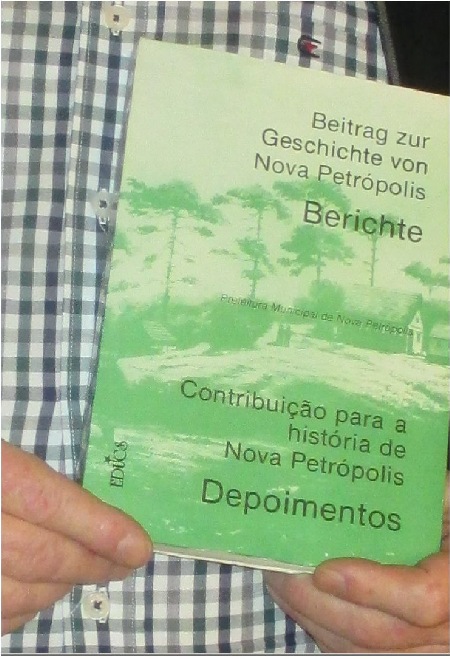 Beitrag zur
Geschichte von
Nova Petrópolis
Berichte
Prefeitura Municipal de Nova Petrópolis
Contribuição para a
história de
Nova Petrópolis
Depoimentos
EDUCS